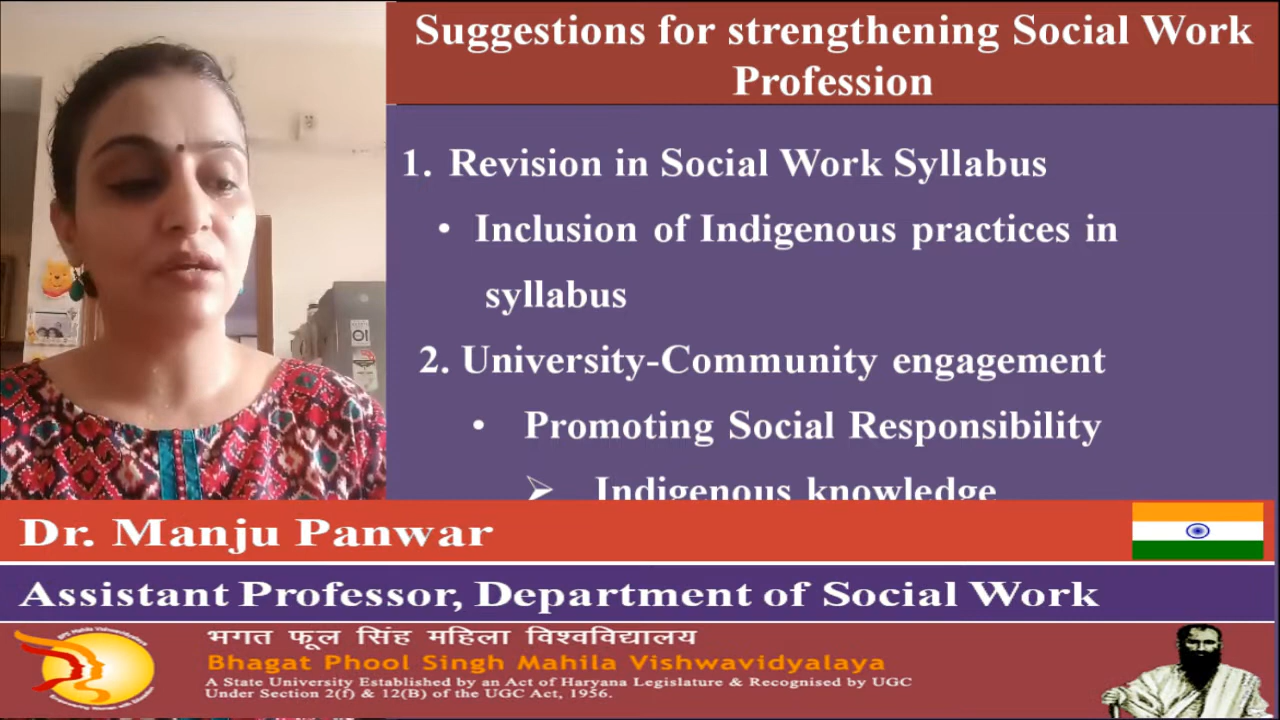 Suggestions for strengthening Social Work
Profession
1. Revision in Social Work Syllabus
• Inclusion of Indigenous practices in
syllabus
2. University-Community engagement
• Promoting Social Responsibility
➢ Indigenous knowledge
Dr. Manju Panwar
Assistant Professor, Department of Social Work
भगत फूल सिंह महिला विश्वविद्यालय
Bhagat Phool Singh Mahila Vishwavidyalaya
A State University Established by an Act of Haryana Legislature & Recognised by UGC
Under Section 2(f) & 12(B) of the UGC Act, 1956.